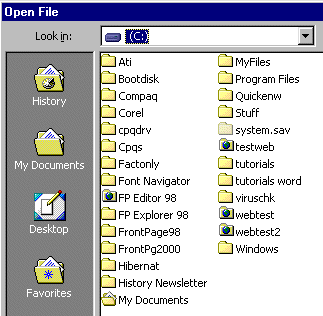 Open File
Look in: (C:)
History
My Documents
Desktop
Favorites
Ati
Bootdisk
Compaq
Corel
cpqdrv
Cpqs
Factonly
Font Navigator
FP Editor 98
FP Explorer 98
FrontPage98
FrontPg2000
Hibernat
History Newsletter
My Documents
MyFiles
Program Files
Quickenw
Stuff
system.sav
testweb
tutorials
tutorials word
viruschk
webtest
webtest2
Windows